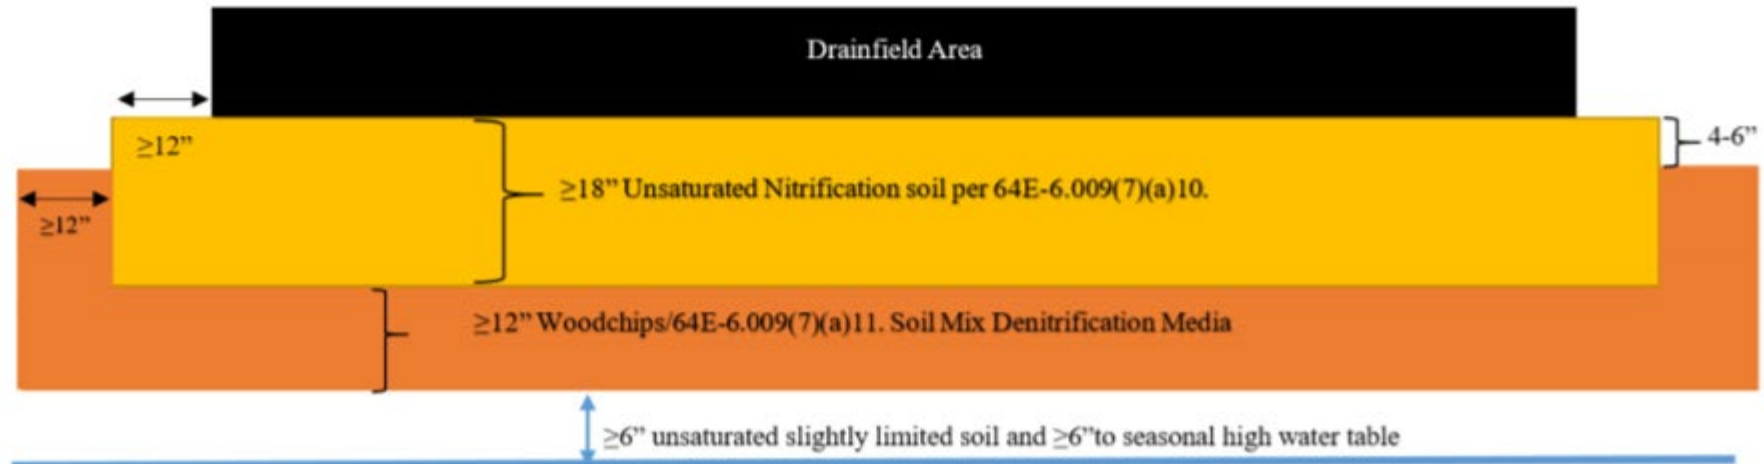 Drainfield Area
≥12”
4-6”
≥18” Unsaturated Nitrification soil per 64E-6.009(7)(a)10.
≥12”
≥12” Woodchips/64E-6.009(7)(a)11. Soil Mix Denitrification Media
≥6” unsaturated slightly limited soil and ≥6”to seasonal high water table